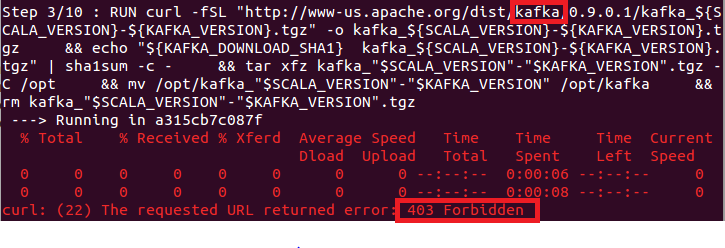 Step 3/10 : RUN curl -fSL "http://www-us.apache.org/dist/kafka/0.9.0.1/kafka_${S
CALA_VERSION}-${KAFKA_VERSION}.tgz" -o kafka_${SCALA_VERSION}-${KAFKA_VERSION}.t
gz     && echo "${KAFKA_DOWNLOAD_SHA1}  kafka_${SCALA_VERSION}-${KAFKA_VERSION}.
tgz" | sha1sum -c -     && tar xfz kafka_"$SCALA_VERSION"-"$KAFKA_VERSION".tgz -
C /opt     && mv /opt/kafka_"$SCALA_VERSION"-"$KAFKA_VERSION" /opt/kafka     &&
rm kafka_"$SCALA_VERSION"-"$KAFKA_VERSION".tgz
 ---> Running in a315cb7c087f
  % Total    % Received % Xferd  Average Speed   Time    Time     Time  Current
                                 Dload  Upload   Total   Spent    Left  Speed
  0     0    0     0    0     0      0      0 --:--:--  0:00:06 --:--:--     0
  0     0    0     0    0     0      0      0 --:--:--  0:00:08 --:--:--     0
curl: (22) The requested URL returned error: 403 Forbidden